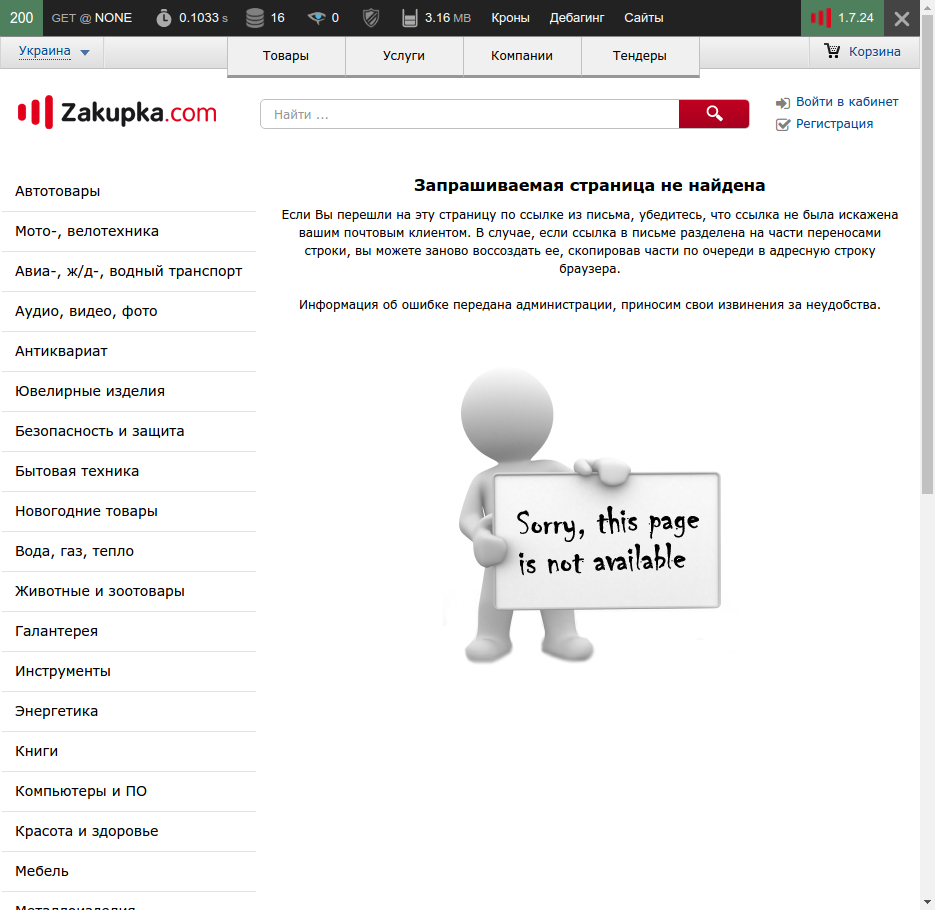 200 GET @ NONE 0.1033 s 16 0 3.16 MB Кроны Дебагинг Сайты 1.7.24
Украина Товары Услуги Компании Тендеры Корзина
Zakupka.com
Найти ...
Войти в кабинет
Регистрация
Автотовары
Мото-, велотехника
Авиа-, ж/д-, водный транспорт
Аудио, видео, фото
Антиквариат
Ювелирные изделия
Безопасность и защита
Бытовая техника
Новогодние товары
Вода, газ, тепло
Животные и зоотовары
Галантерея
Инструменты
Энергетика
Книги
Компьютеры и ПО
Красота и здоровье
Мебель
Металлоизделия
Запрашиваемая страница не найдена
Если Вы перешли на эту страницу по ссылке из письма, убедитесь, что ссылка не была искажена
вашим почтовым клиентом. В случае, если ссылка в письме разделена на части переносами
строки, вы можете заново воссоздать ее, скопировав части по очереди в адресную строку
браузера.
Информация об ошибке передана администрации, приносим свои извинения за неудобства.
Sorry, this page
is not available